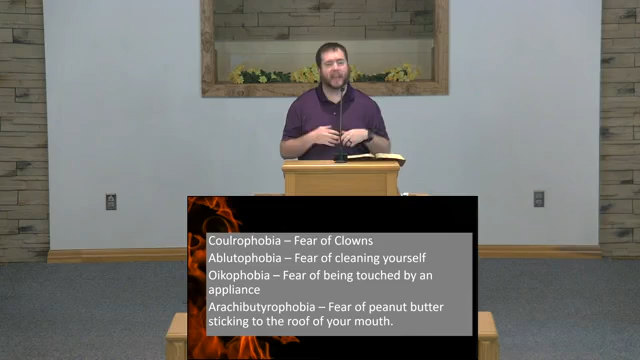 Coulrophobia – Fear of Clowns
Ablutophobia – Fear of cleaning yourself
Oikophobia – Fear of being touched by an
appliance
Arachibutyrophobia – Fear of peanut butter
sticking to the roof of your mouth.